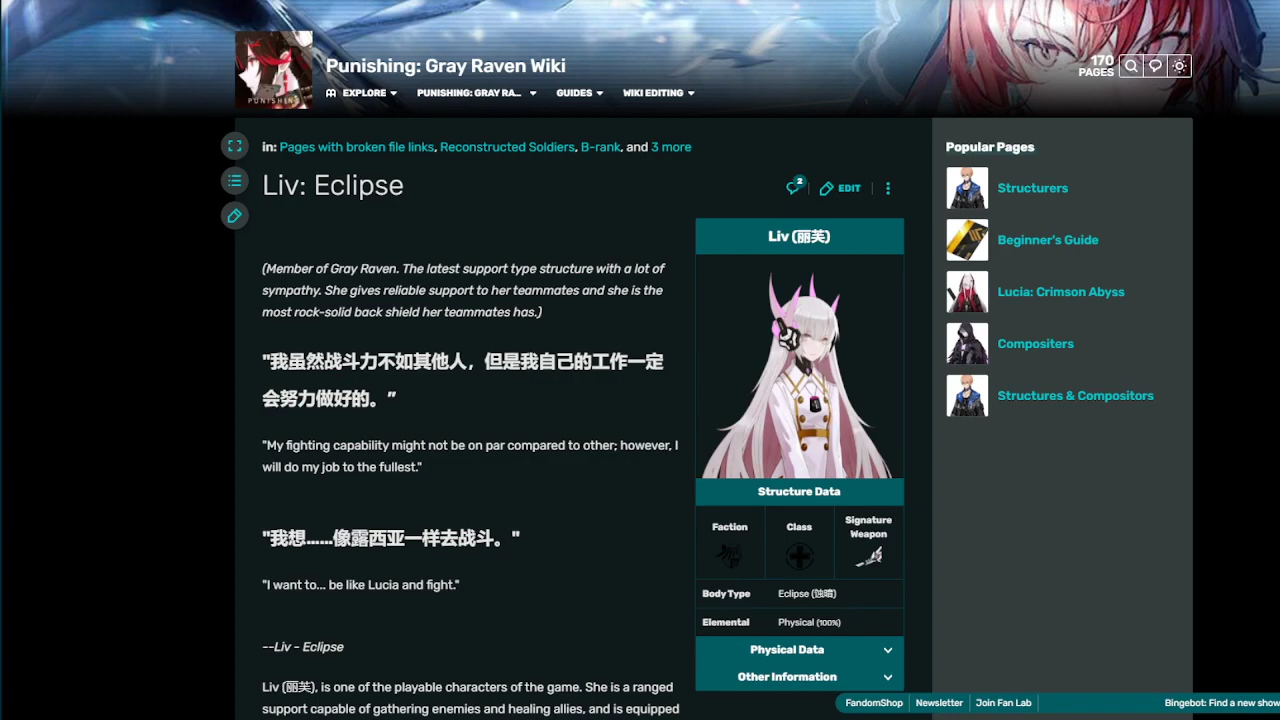 Punishing: Gray Raven Wiki
EXPLORE
PUNISHING: GRAY RA...
GUIDES
WIKI EDITING
170
PAGES
PUNISHING
in: Pages with broken file links, Reconstructed Soldiers, B-rank, and 3 more
Liv: Eclipse
2
EDIT
(Member of Gray Raven. The latest support type structure with a lot of
sympathy. She gives reliable support to her teammates and she is the
most rock-solid back shield her teammates has.)
"我虽然战斗力不如其他人，但是我自己的工作一定
会努力做好的。”
"My fighting capability might not be on par compared to other; however, I
will do my job to the fullest."
"我想……像露西亚一样去战斗。"
"I want to... be like Lucia and fight."
--Liv - Eclipse
Liv (丽芙), is one of the playable characters of the game. She is a ranged
support capable of gathering enemies and healing allies, and is equipped
Liv (丽芙)
Structure Data
Faction
Class
Signature
Weapon
Body Type
Eclipse (蚀暗)
Elemental
Physical (100%)
Physical Data
Other Information
Popular Pages
Structurers
Beginner's Guide
Lucia: Crimson Abyss
Compositers
Structures & Compositors
FandomShop
Newsletter
Join Fan Lab
Bingebot: Find a new show